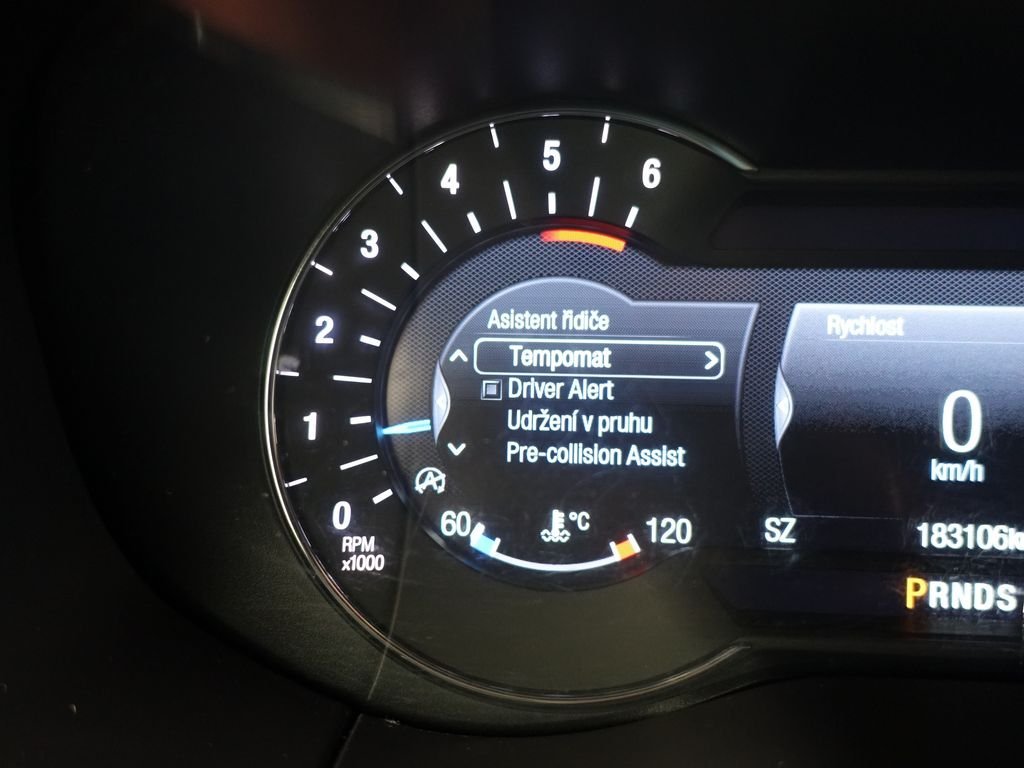 6
5
4
3
2
1
0
RPM
x1000
Asistent řidiče
Tempomat
Driver Alert
Udržení v pruhu
Pre-collision Assist
A
60
°C
120
Rychlost
0
km/h
SZ
183106k
PRNDS